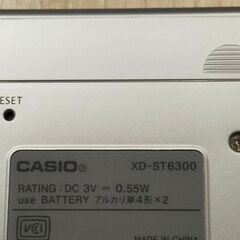 RESET
CASIO® XD-ST6300
RATING: DC 3V ⎓ 0.55W
use BATTERY アルカリ単4形×2
VCI
MADE IN CHINA